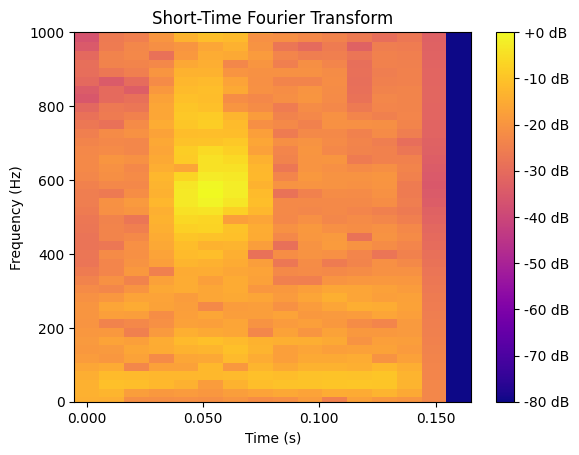 Short-Time Fourier Transform
Frequency (Hz)
1000
800
600
400
200
0
0.000
0.050
0.100
0.150
Time (s)
+0 dB
-10 dB
-20 dB
-30 dB
-40 dB
-50 dB
-60 dB
-70 dB
-80 dB